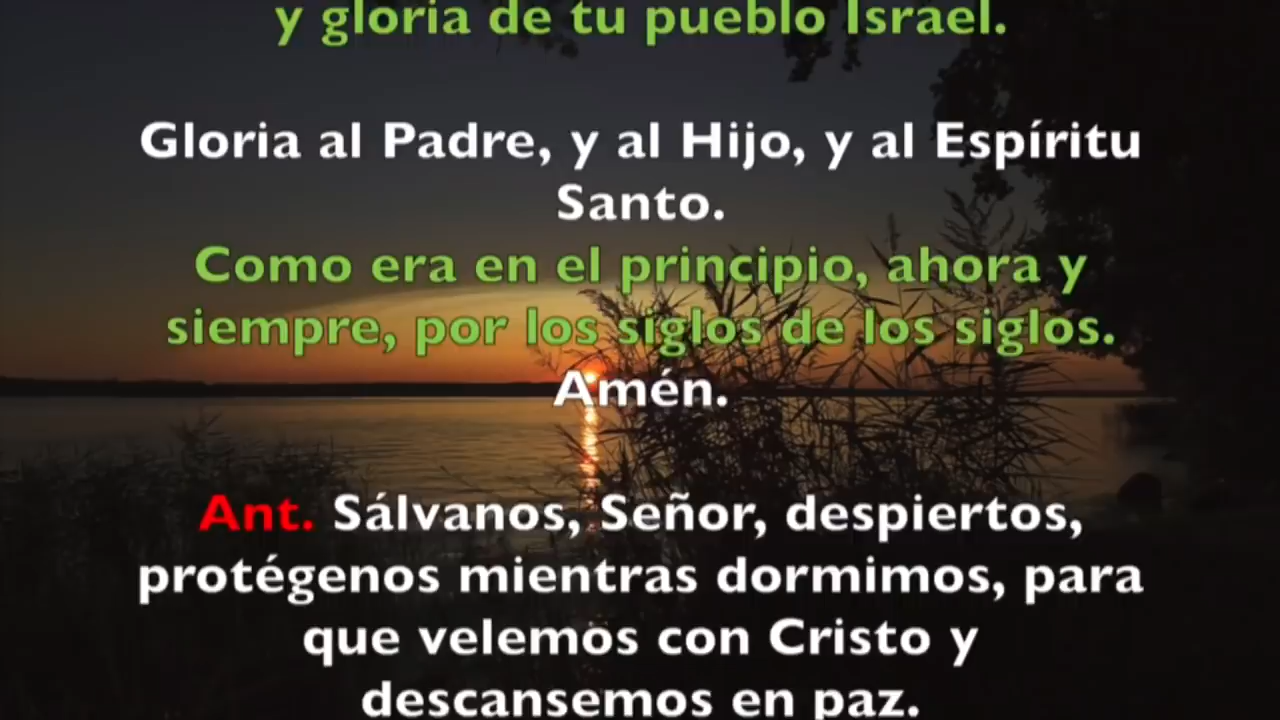 y gloria de tu pueblo Israel.
Gloria al Padre, y al Hijo, y al Espíritu
Santo.
Como era en el principio, ahora y
siempre, por los siglos de los siglos.
Amén.
Ant. Sálvanos, Señor, despiertos,
protégenos mientras dormimos, para
que velemos con Cristo y
descansemos en paz.